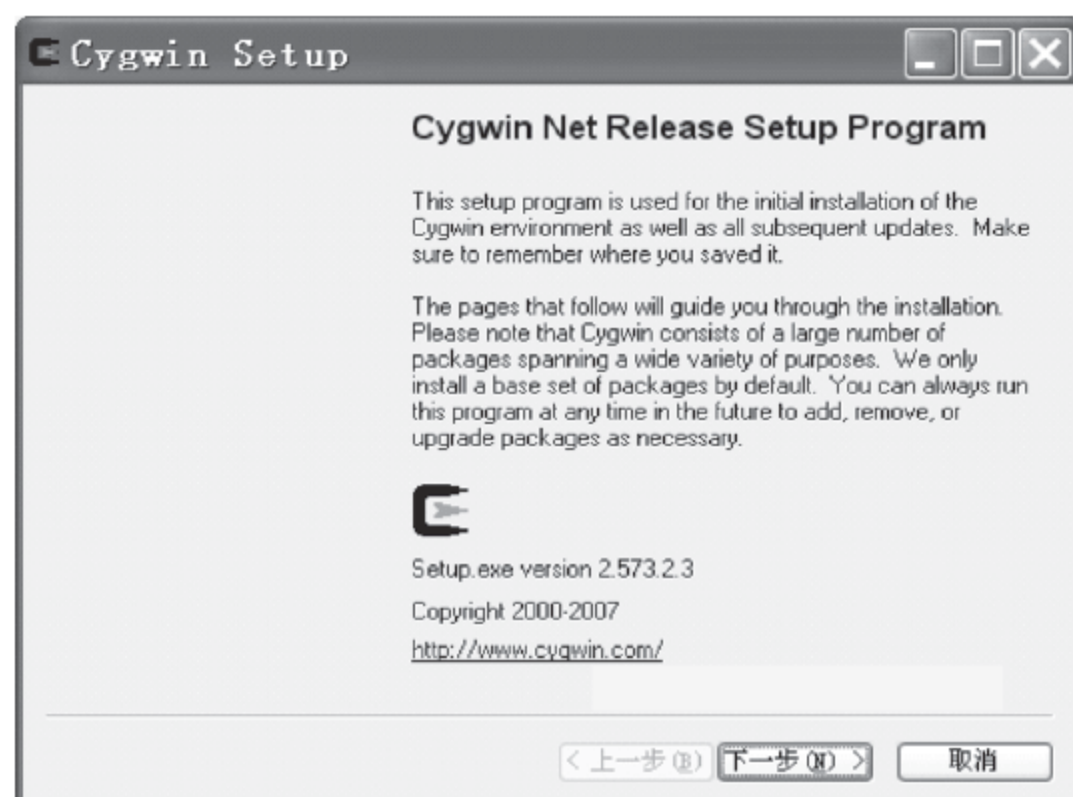 Cygwin Setup
Cygwin Net Release Setup Program
This setup program is used for the initial installation of the
Cygwin environment as well as all subsequent updates.  Make
sure to remember where you saved it.
The pages that follow will guide you through the installation.
Please note that Cygwin consists of a large number of
packages spanning a wide variety of purposes.  We only
install a base set of packages by default.  You can always run
this program at any time in the future to add, remove, or
upgrade packages as necessary.
Setup.exe version 2.573.2.3
Copyright 2000-2007
http://www.cygwin.com/
< 上一步(B) 下一步(N) > 取消